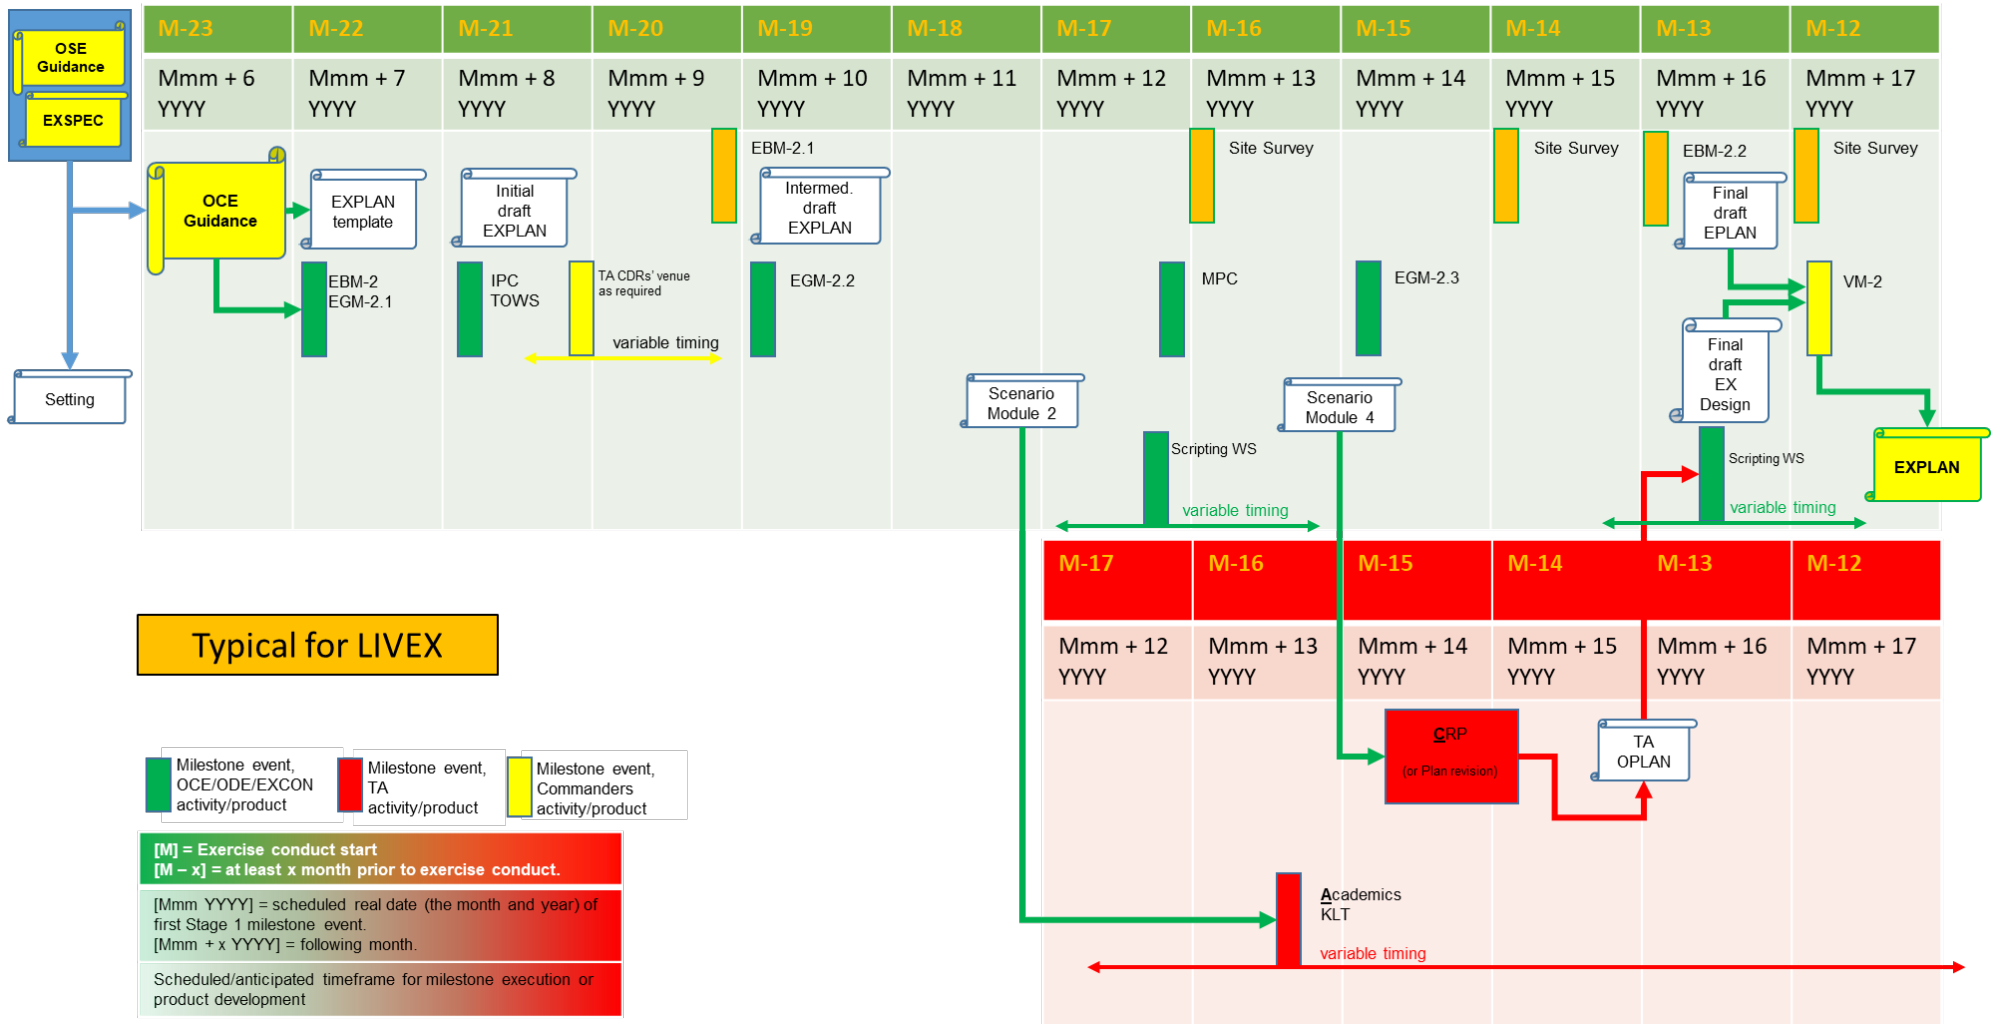 OSE
Guidance
EXSPEC
Setting
M-23 M-22 M-21 M-20 M-19 M-18 M-17 M-16 M-15 M-14 M-13 M-12
Mmm + 6 Mmm + 7 Mmm + 8 Mmm + 9 Mmm + 10 Mmm + 11 Mmm + 12 Mmm + 13 Mmm + 14 Mmm + 15 Mmm + 16 Mmm + 17
YYYY YYYY YYYY YYYY YYYY YYYY YYYY YYYY YYYY YYYY YYYY YYYY
OCE
Guidance
EXPLAN
template
Initial
draft
EXPLAN
EBM-2.1
Intermed.
draft
EXPLAN
Site Survey
Site Survey
EBM-2.2
Final
draft
EPLAN
Site Survey
EBM-2
EGM-2.1
IPC
TOWS
TA CDRs' venue
as required
variable timing
EGM-2.2
MPC
EGM-2.3
VM-2
Scenario
Module 2
Scenario
Module 4
Final
draft
EX
Design
Scripting WS
variable timing
Scripting WS
variable timing
EXPLAN
M-17 M-16 M-15 M-14 M-13 M-12
Mmm + 12 Mmm + 13 Mmm + 14 Mmm + 15 Mmm + 16 Mmm + 17
YYYY YYYY YYYY YYYY YYYY YYYY
CRP
(or Plan revision)
TA
OPLAN
Academics
KLT
variable timing
Typical for LIVEX
Milestone event,
OCE/ODE/EXCON
activity/product
Milestone event,
TA
activity/product
Milestone event,
Commanders
activity/product
[M] = Exercise conduct start
[M – x] = at least x month prior to exercise conduct.
[Mmm YYYY] = scheduled real date (the month and year) of
first Stage 1 milestone event.
[Mmm + x YYYY] = following month.
Scheduled/anticipated timeframe for milestone execution or
product development